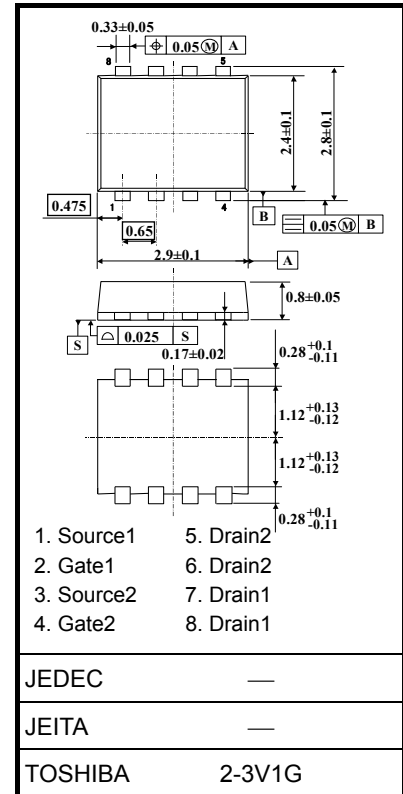 0.33±0.05
⌖ 0.05Ⓜ A
8 5
2.4±0.1
2.8±0.1
0.475
1 4
B
0.65
⌯ 0.05Ⓜ B
2.9±0.1
A
0.8±0.05
S
⌓ 0.025 S
0.17±0.02
0.28 +0.1 -0.11
1.12 +0.13 -0.12
1.12 +0.13 -0.12
0.28 +0.1 -0.11
1. Source1 5. Drain2
2. Gate1 6. Drain2
3. Source2 7. Drain1
4. Gate2 8. Drain1
JEDEC —
JEITA —
TOSHIBA 2-3V1G